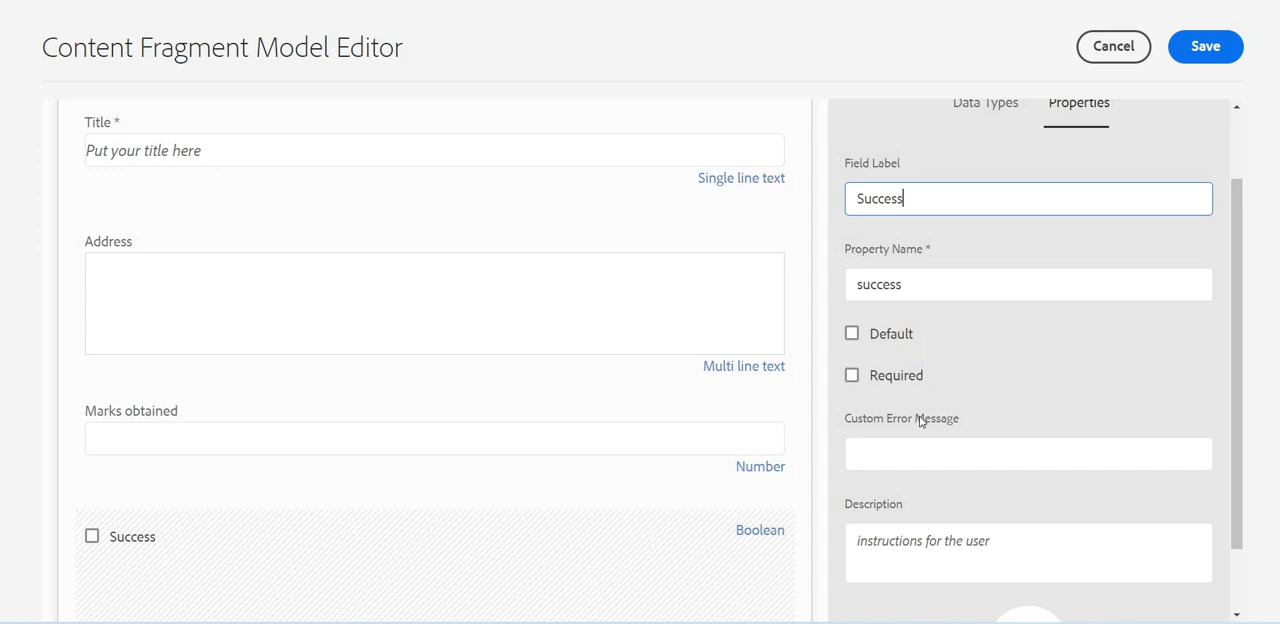 Content Fragment Model Editor
Cancel
Save
Title *
Put your title here
Single line text
Address
Multi line text
Marks obtained
Number
Success
Boolean
Data Types
Properties
Field Label
Success
Property Name *
success
Default
Required
Custom Error Message
Description
instructions for the user